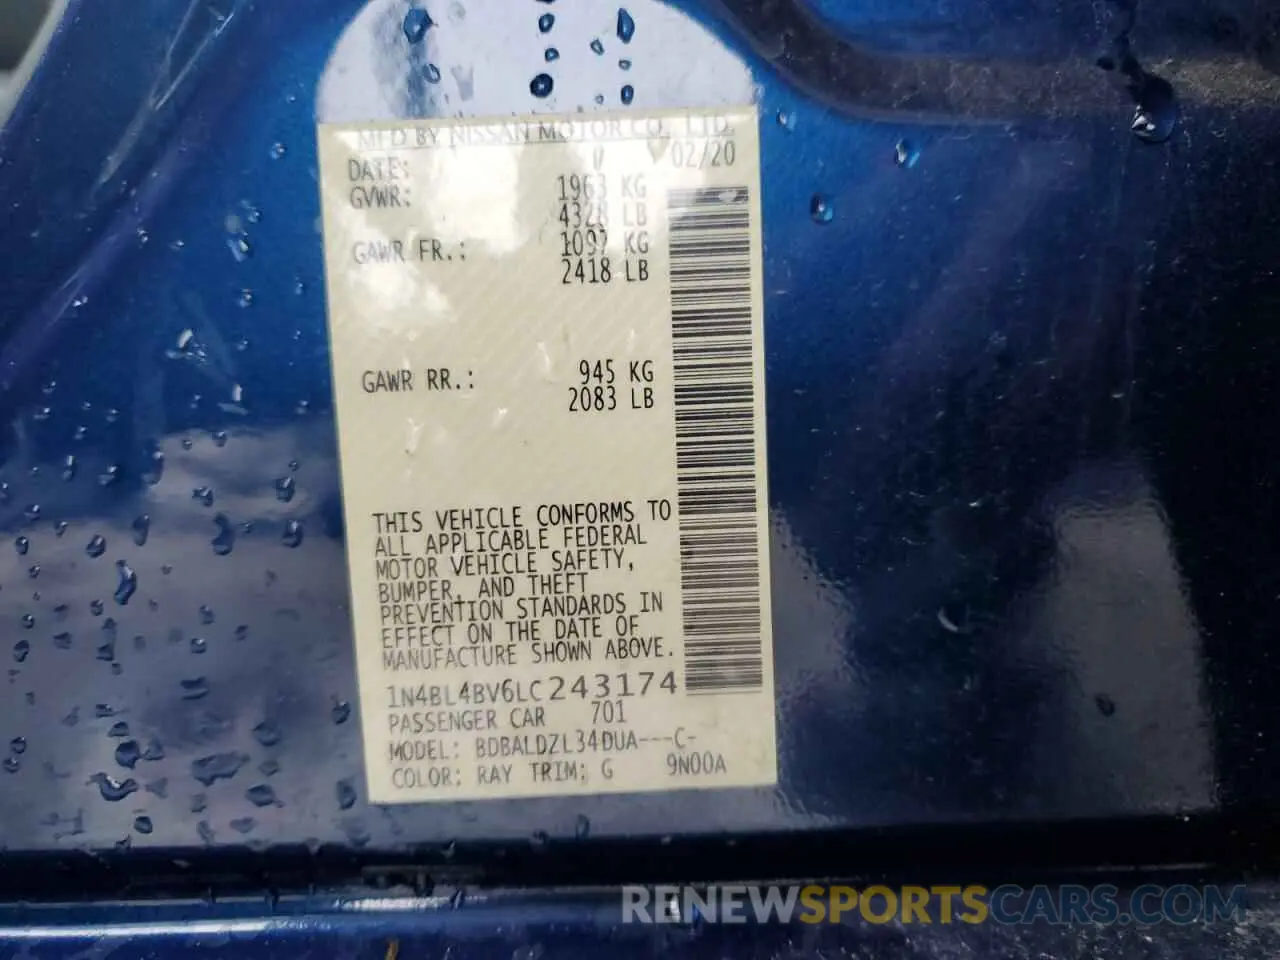 MFD BY NISSAN MOTOR CO., LTD.
DATE: 02/20
GVWR: 1963 KG
4328 LB
GAWR FR.: 1097 KG
2418 LB
GAWR RR.: 945 KG
2083 LB
THIS VEHICLE CONFORMS TO
ALL APPLICABLE FEDERAL
MOTOR VEHICLE SAFETY,
BUMPER, AND THEFT
PREVENTION STANDARDS IN
EFFECT ON THE DATE OF
MANUFACTURE SHOWN ABOVE.
1N4BL4BV6LC243174
PASSENGER CAR 701
MODEL: BDBALDZL34DUA---C-
COLOR: RAY TRIM: G 9N00A
RENEWSPORTSCARS.COM